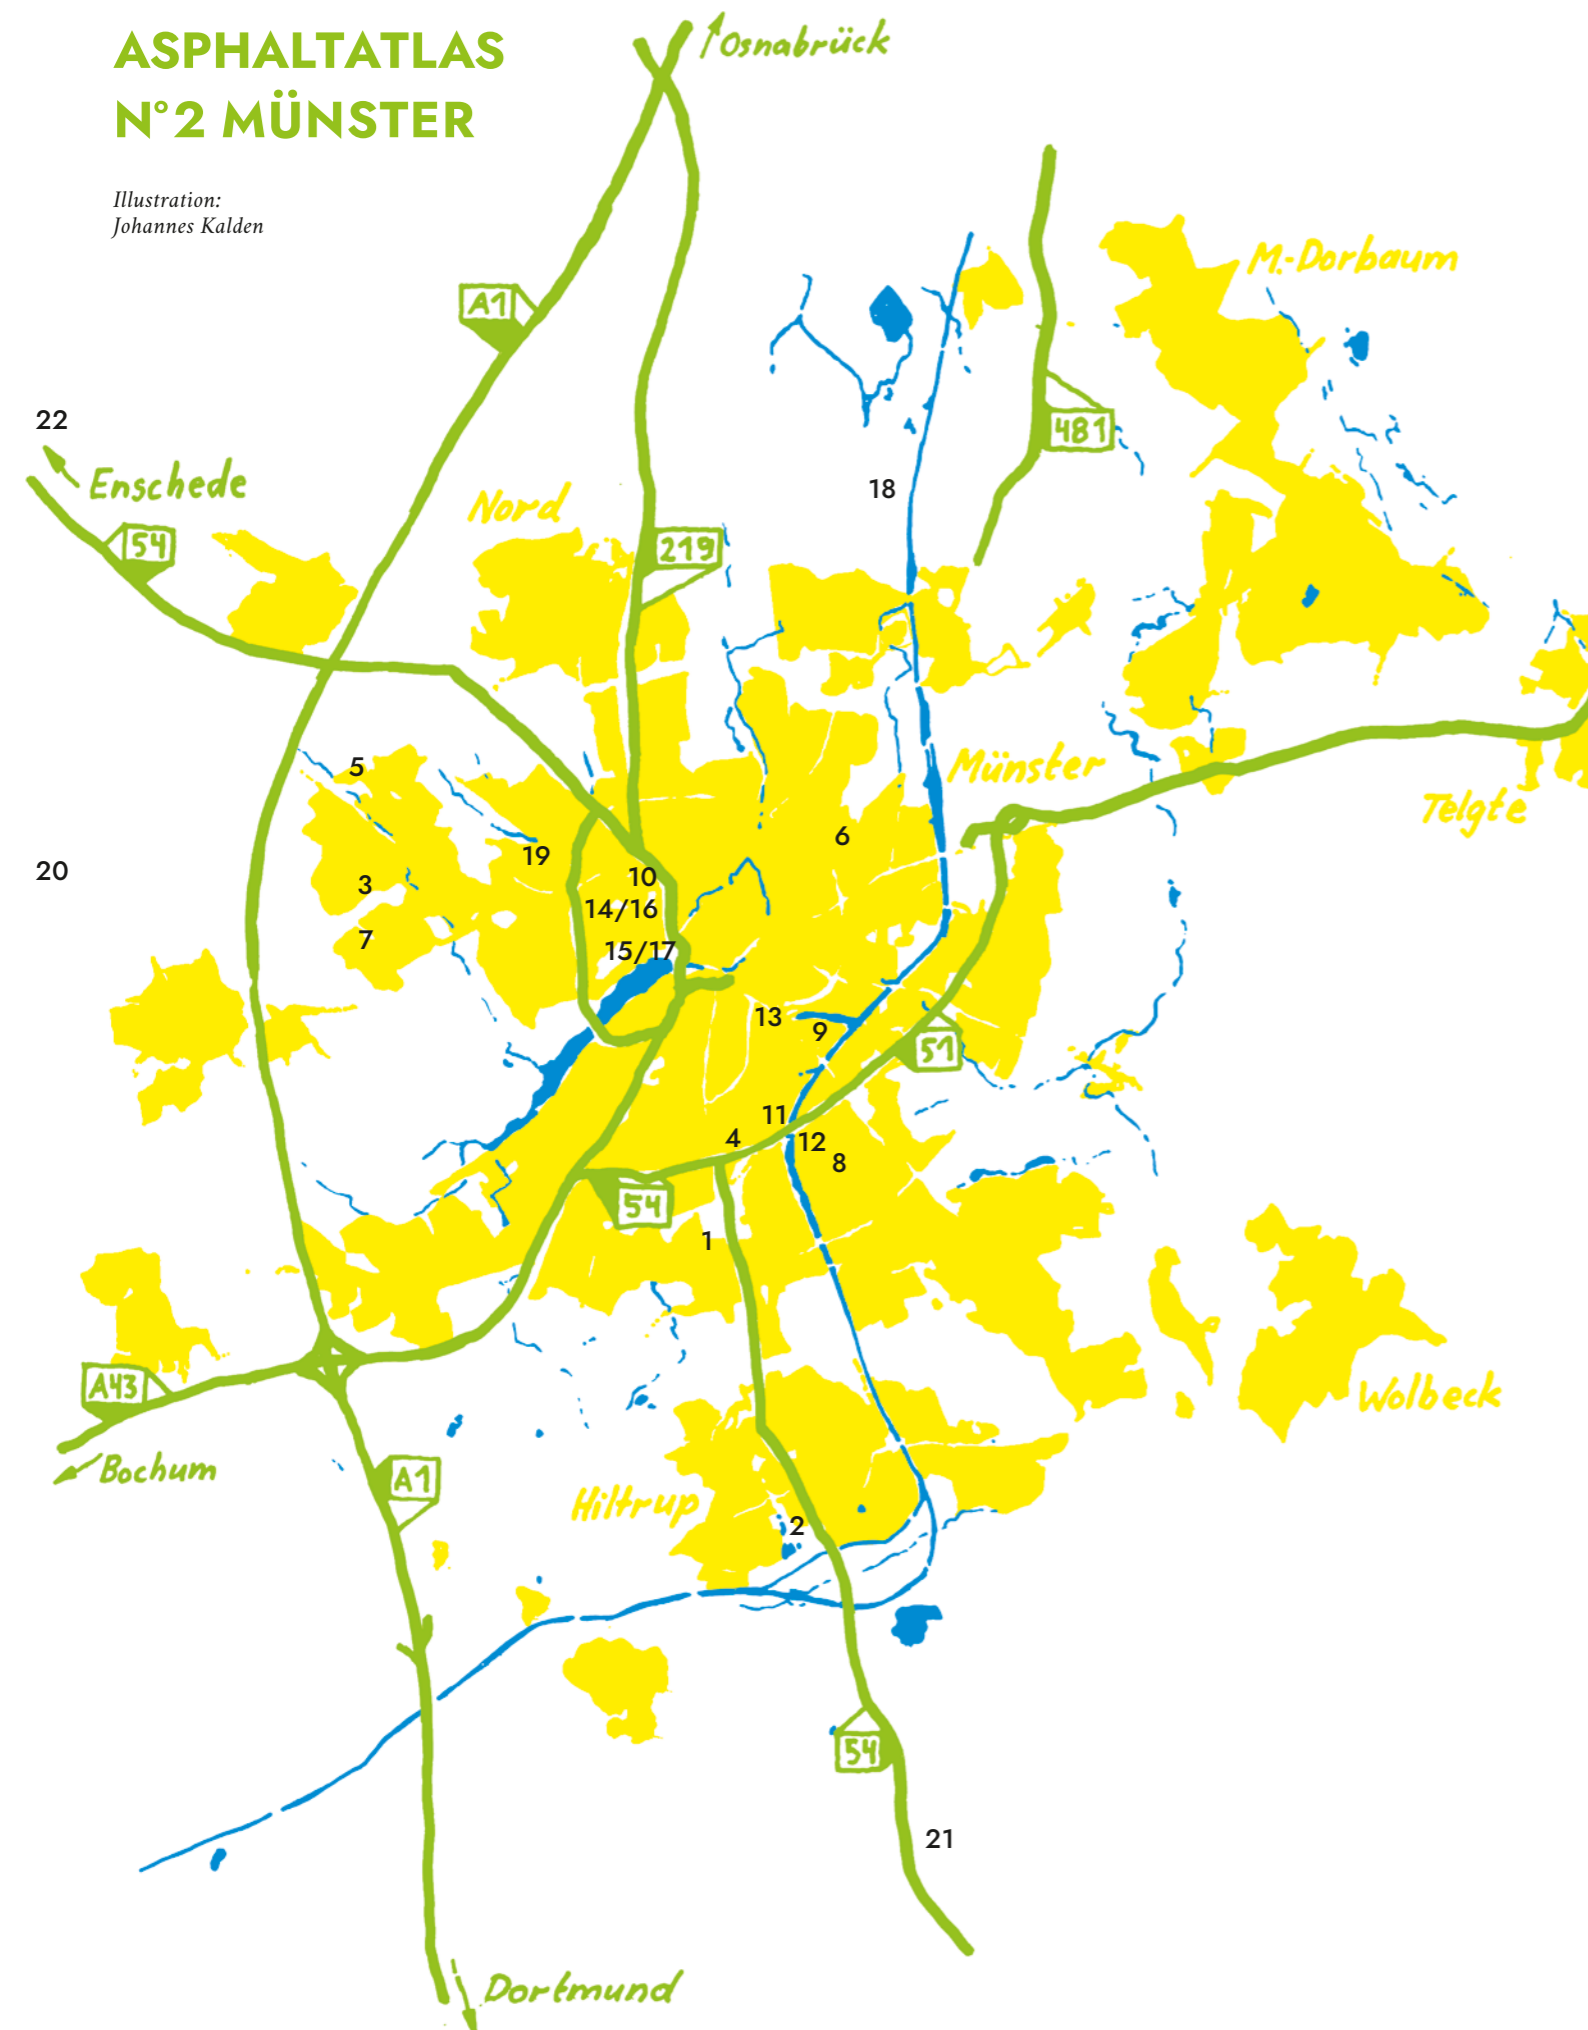 ASPHALTATLAS
N°2 MÜNSTER
Illustration:
Johannes Kalden
Osnabrück
M.-Dorbaum
A1
22
481
Enschede
18
Nord
54
219
Münster
5
Telgte
6
19
20
10
3
14/16
7
15/17
13
9
51
11
4
12
8
54
1
A43
Wolbeck
Bochum
A1
Hiltrup
2
54
21
Dortmund